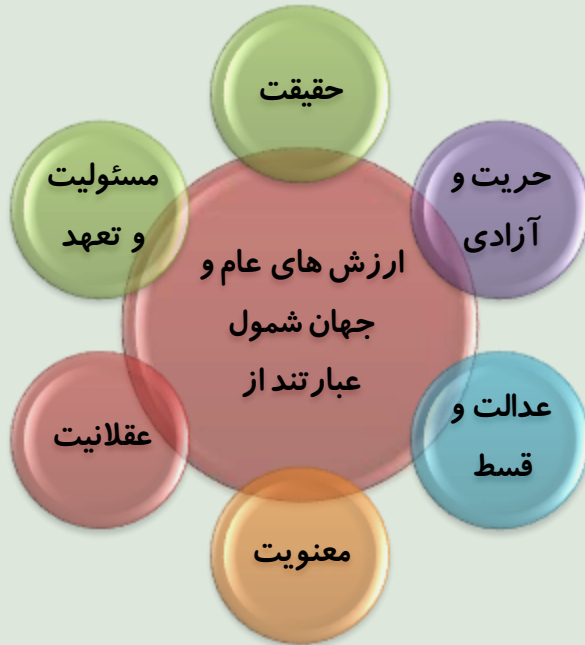 ارزش های عام و
جهان شمول
عبارتند از
حقیقت
حریت و
آزادی
عدالت و
قسط
معنویت
عقلانیت
مسئولیت
و تعهد